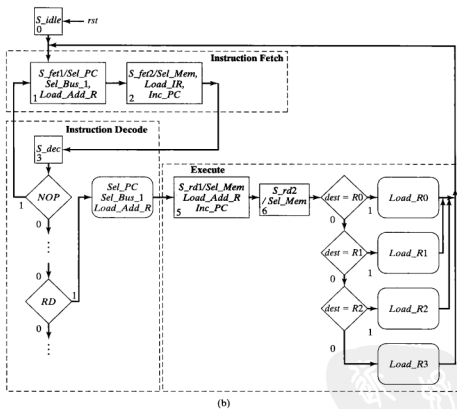 S_idle
0
rst
Instruction Fetch
S_fet1/Sel_PC
Sel_Bus_1,
Load_Add_R
1
S_fet2/Sel_Mem,
Load_IR,
Inc_PC
2
Instruction Decode
S_dec
3
NOP
1
0
0
RD
1
0
Sel_PC
Sel_Bus_1
Load_Add_R
Execute
S_rd1/Sel_Mem
Load_Add_R
Inc_PC
5
S_rd2
/Sel_Mem
6
dest = R0
1
0
Load_R0
dest = R1
1
0
Load_R1
dest = R2
1
0
Load_R2
Load_R3
(b)